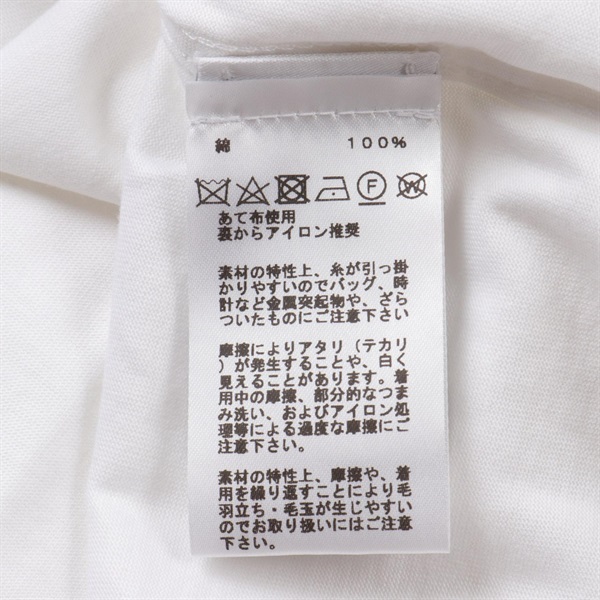 綿 100%
F W
あて布使用
裏からアイロン推奨
素材の特性上、糸が引っ掛
かりやすいのでバッグ、時
計など金属突起物や、ざら
ついたものにご注意下さい
摩擦によりアタリ（テカリ
）が発生することや、白く
見えることがあります。着
用中の摩擦、部分的なつま
み洗い、およびアイロン処
理等による過度な摩擦にご
注意下さい。
素材の特性上、摩擦や、着
用を繰り返すことにより毛
羽立ち・毛玉が生じやすい
のでお取り扱いにはご注意
下さい。